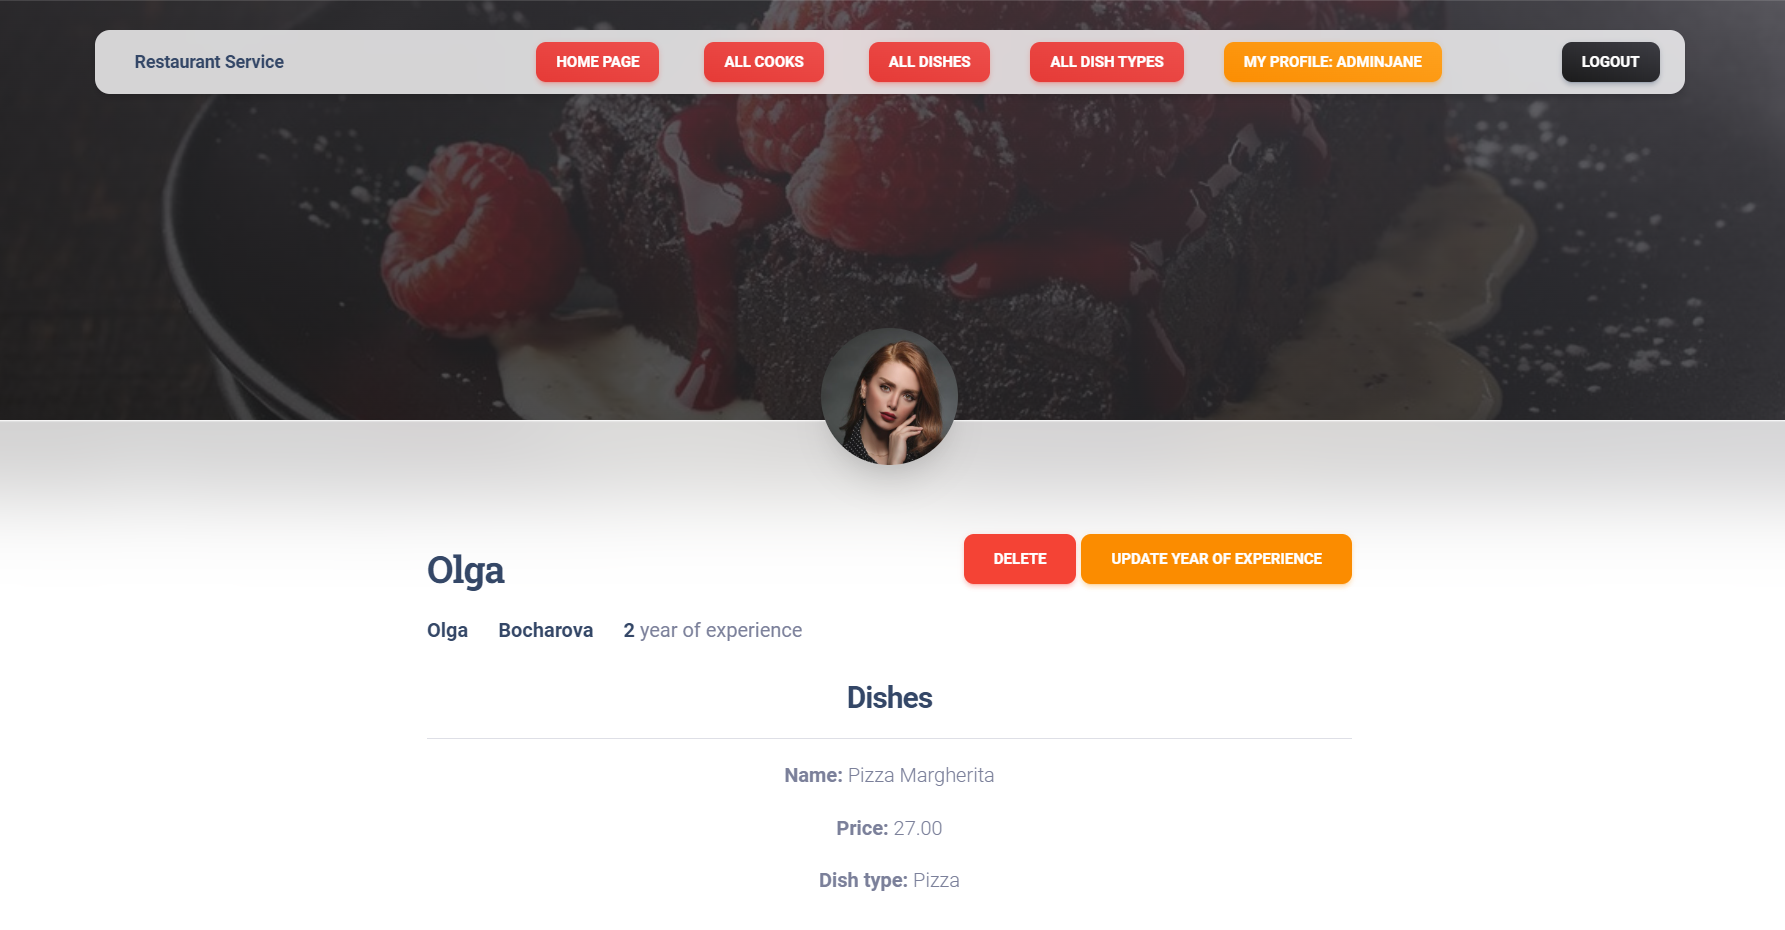 Restaurant Service
HOME PAGE
ALL COOKS
ALL DISHES
ALL DISH TYPES
MY PROFILE: ADMINJANE
LOGOUT
Olga
DELETE
UPDATE YEAR OF EXPERIENCE
Olga Bocharova 2 year of experience
Dishes
Name: Pizza Margherita
Price: 27.00
Dish type: Pizza